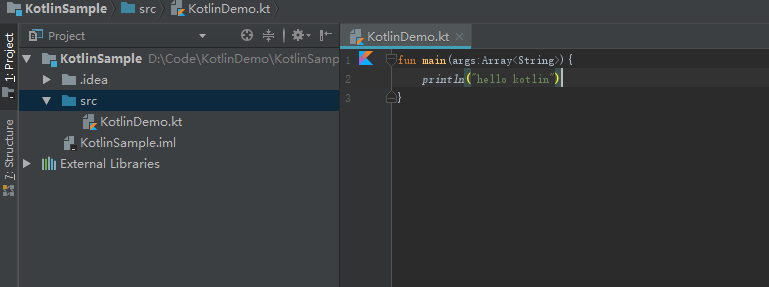 KotlinSample src KotlinDemo.kt
1: Project
7: Structure
Project
KotlinSample D:\Code\KotlinDemo\KotlinSamp
.idea
src
KotlinDemo.kt
KotlinSample.iml
External Libraries
KotlinDemo.kt
1 fun main(args:Array<String>){
2 println("hello kotlin")
3 }